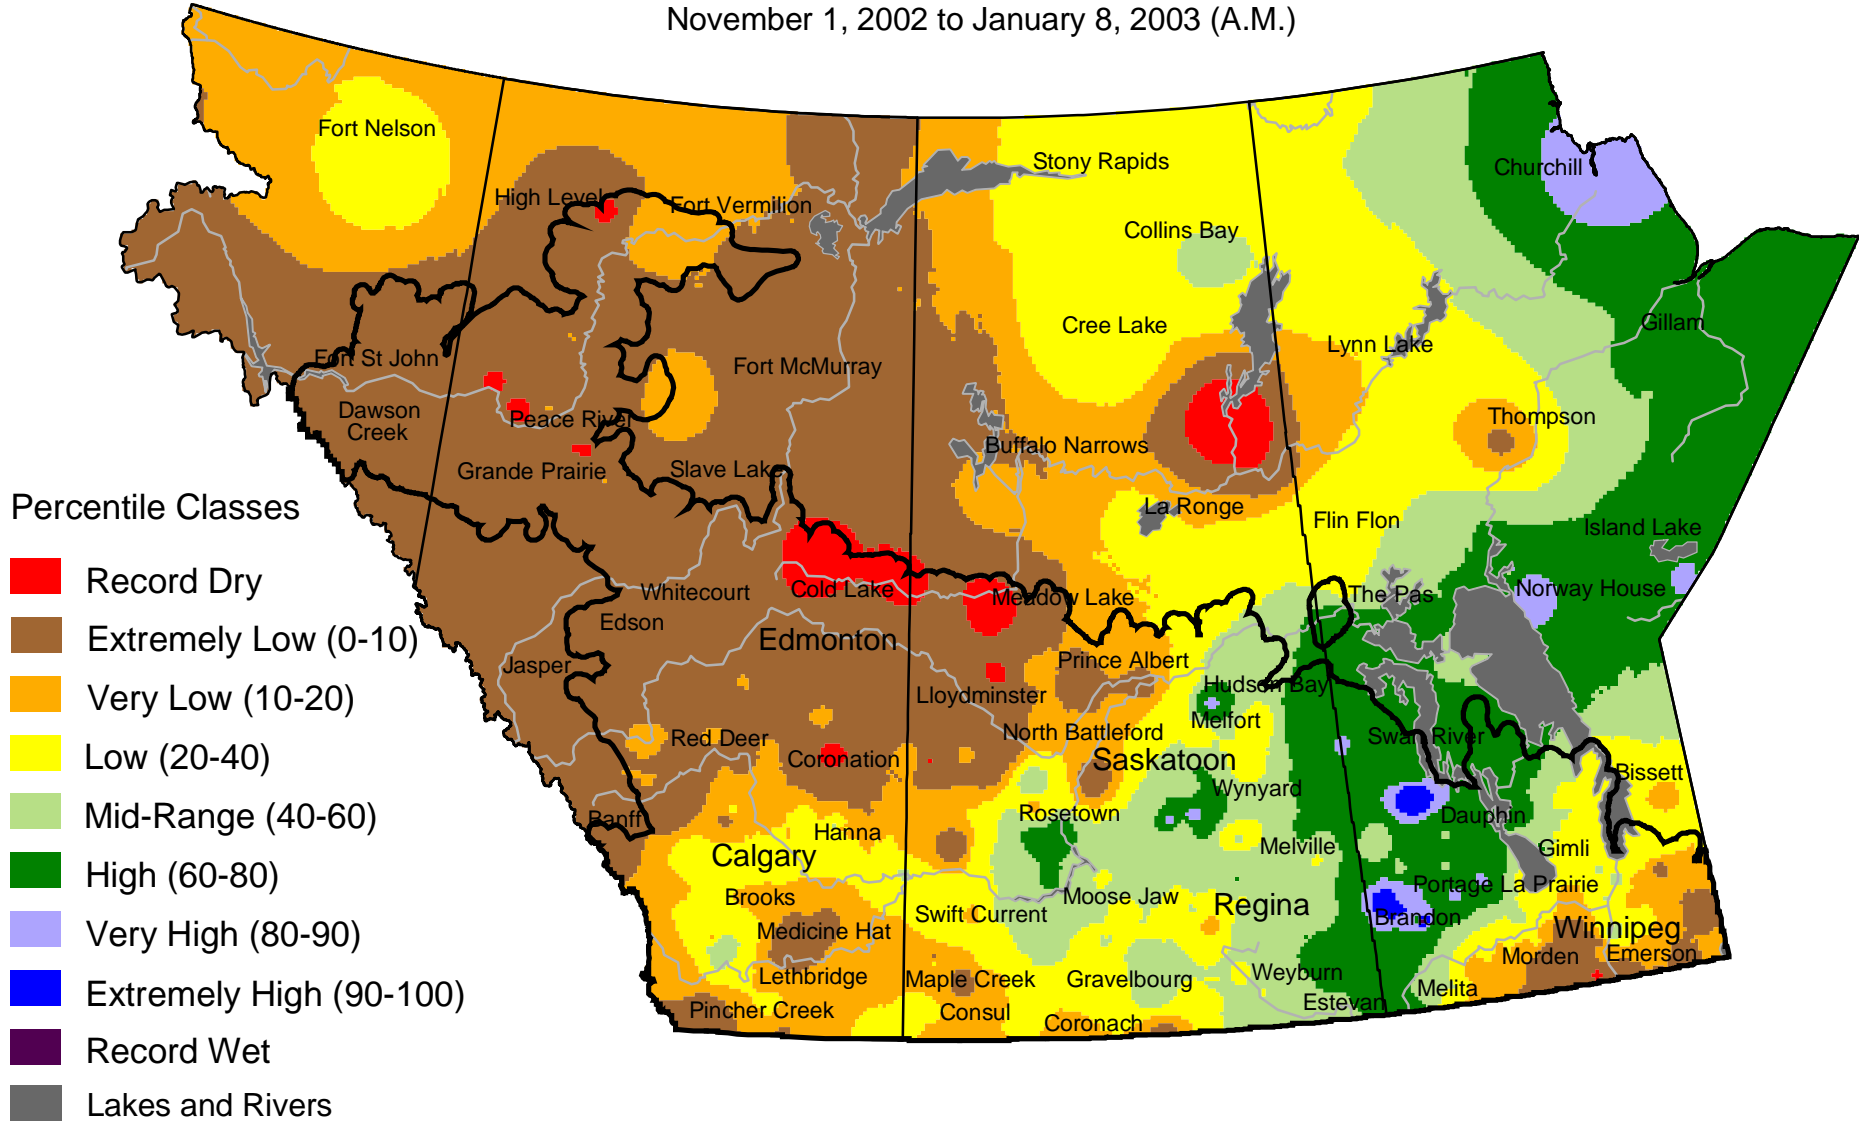 November 1, 2002 to January 8, 2003 (A.M.)
Fort Nelson
Churchill
Stony Rapids
High Level
Fort Vermilion
Collins Bay
Gillam
Cree Lake
Lynn Lake
Fort St John
Fort McMurray
Dawson
Creek
Peace River
Thompson
Buffalo Narrows
Grande Prairie
Slave Lake
La Ronge
Flin Flon
Island Lake
Percentile Classes
Record Dry
Extremely Low (0-10)
Very Low (10-20)
Low (20-40)
Mid-Range (40-60)
High (60-80)
Very High (80-90)
Extremely High (90-100)
Record Wet
Lakes and Rivers
Whitecourt
Cold Lake
Meadow Lake
The Pas
Norway House
Edson
Edmonton
Jasper
Prince Albert
Lloydminster
Hudson Bay
Melfort
North Battleford
Swan River
Red Deer
Coronation
Saskatoon
Bissett
Wynyard
Banff
Hanna
Rosetown
Dauphin
Calgary
Melville
Gimli
Brooks
Moose Jaw
Portage La Prairie
Swift Current
Regina
Brandon
Medicine Hat
Winnipeg
Morden
Emerson
Lethbridge
Maple Creek
Gravelbourg
Weyburn
Melita
Pincher Creek
Consul
Coronach
Estevan